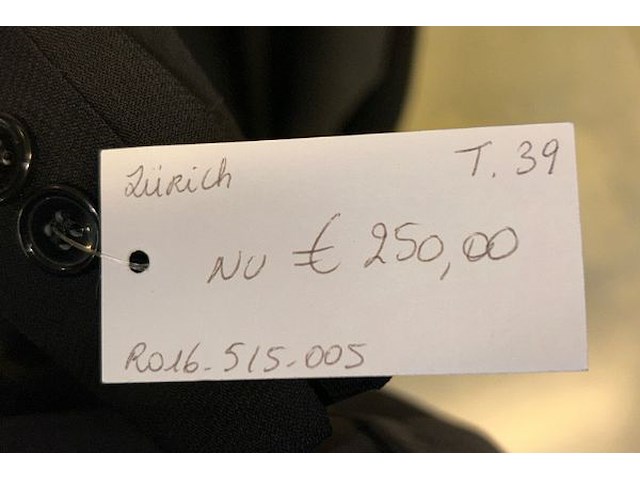 Zürich
T. 39
NU € 250,00
R016-515-005